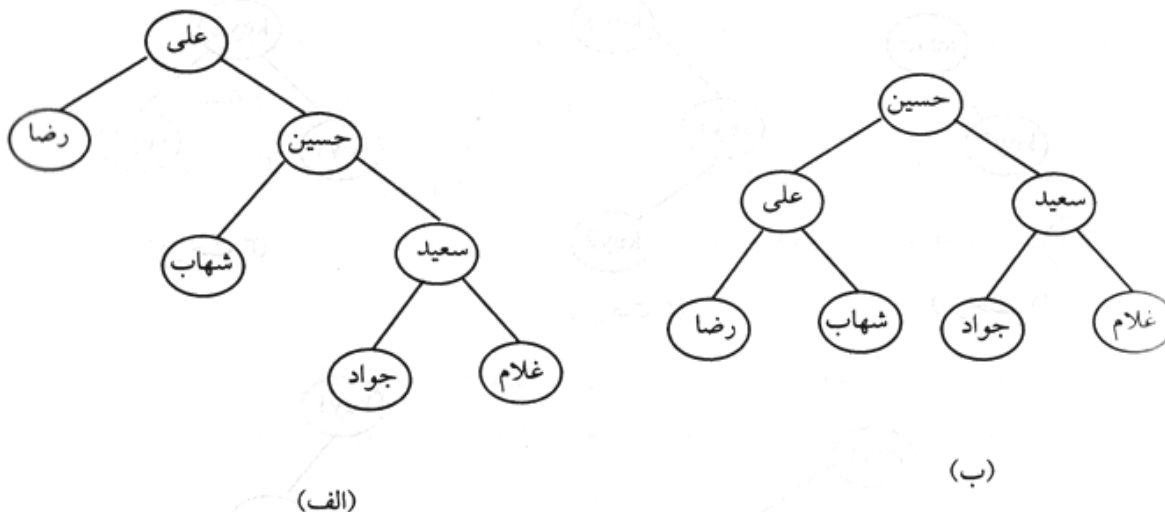 علی
رضا
حسین
شهاب
سعید
جواد
غلام
(الف)
حسین
علی
سعید
رضا
شهاب
جواد
غلام
(ب)